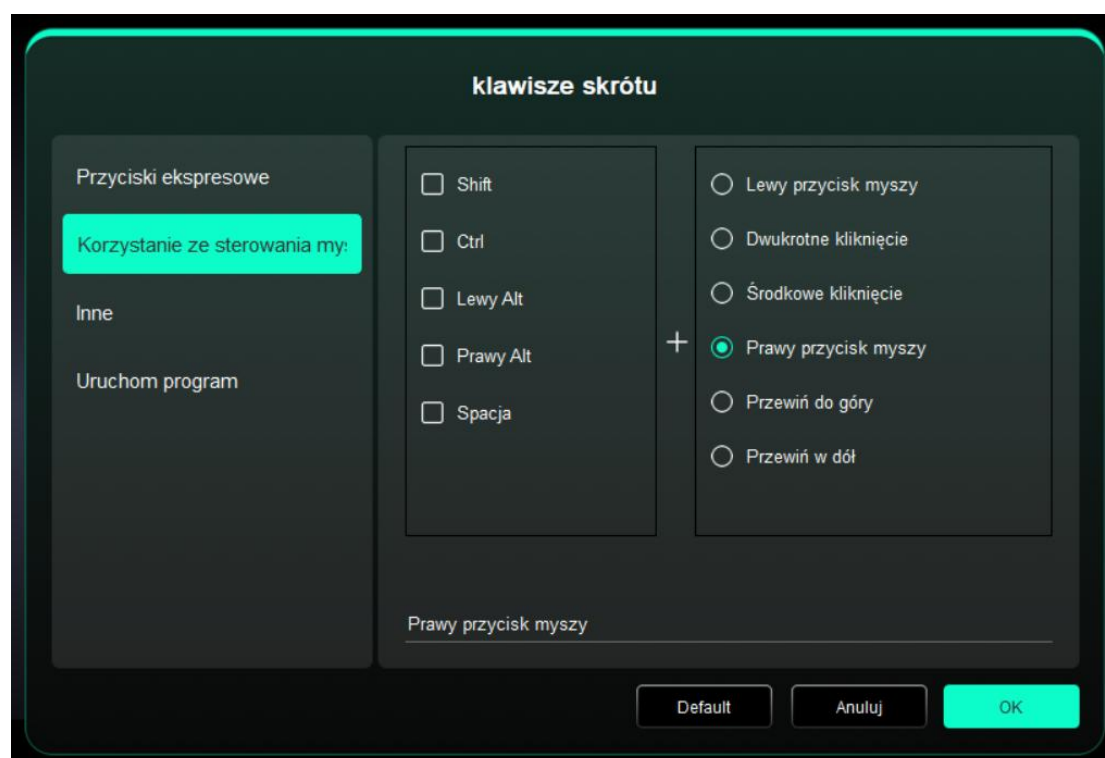 klawisze skrótu
Przyciski ekspresowe
Korzystanie ze sterowania my
Inne
Uruchom program
Shift
Ctrl
Lewy Alt
Prawy Alt
Spacja
+
Lewy przycisk myszy
Dwukrotne kliknięcie
Środkowe kliknięcie
Prawy przycisk myszy
Przewiń do góry
Przewiń w dół
Prawy przycisk myszy
Default
Anuluj
OK